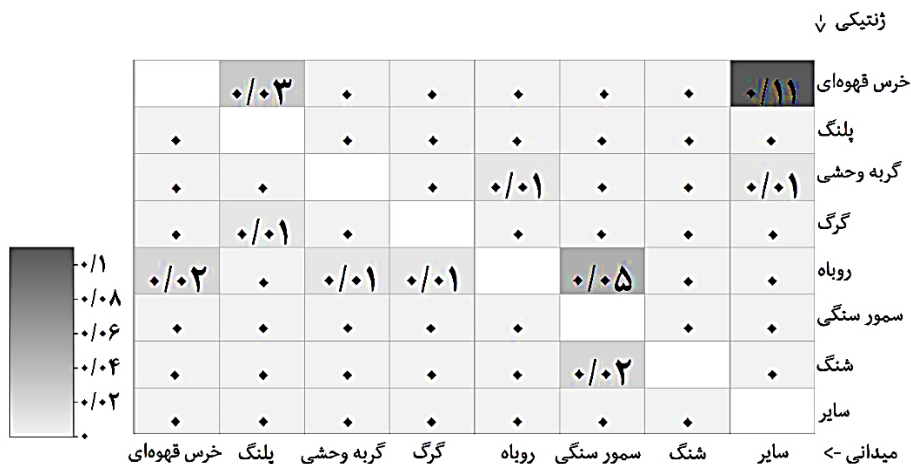 ژنتیکی ↓
خرس قهوه‌ای ۰/۱۱ ۰ ۰ ۰ ۰ ۰ ۰/۰۳
پلنگ ۰ ۰ ۰ ۰ ۰ ۰ ۰
گربه وحشی ۰/۰۱ ۰ ۰ ۰/۰۱ ۰ ۰ ۰
گرگ ۰ ۰ ۰ ۰ ۰ ۰/۰۱ ۰
روباه ۰ ۰ ۰/۰۵ ۰/۰۱ ۰/۰۱ ۰ ۰/۰۲
سمور سنگی ۰ ۰ ۰ ۰ ۰ ۰ ۰
شنگ ۰ ۰/۰۲ ۰ ۰ ۰ ۰ ۰
سایر ۰ ۰ ۰ ۰ ۰ ۰ ۰
میدانی -> سایر شنگ سمور سنگی روباه گرگ گربه وحشی پلنگ خرس قهوه‌ای
۰/۱
۰/۰۸
۰/۰۶
۰/۰۴
۰/۰۲
۰